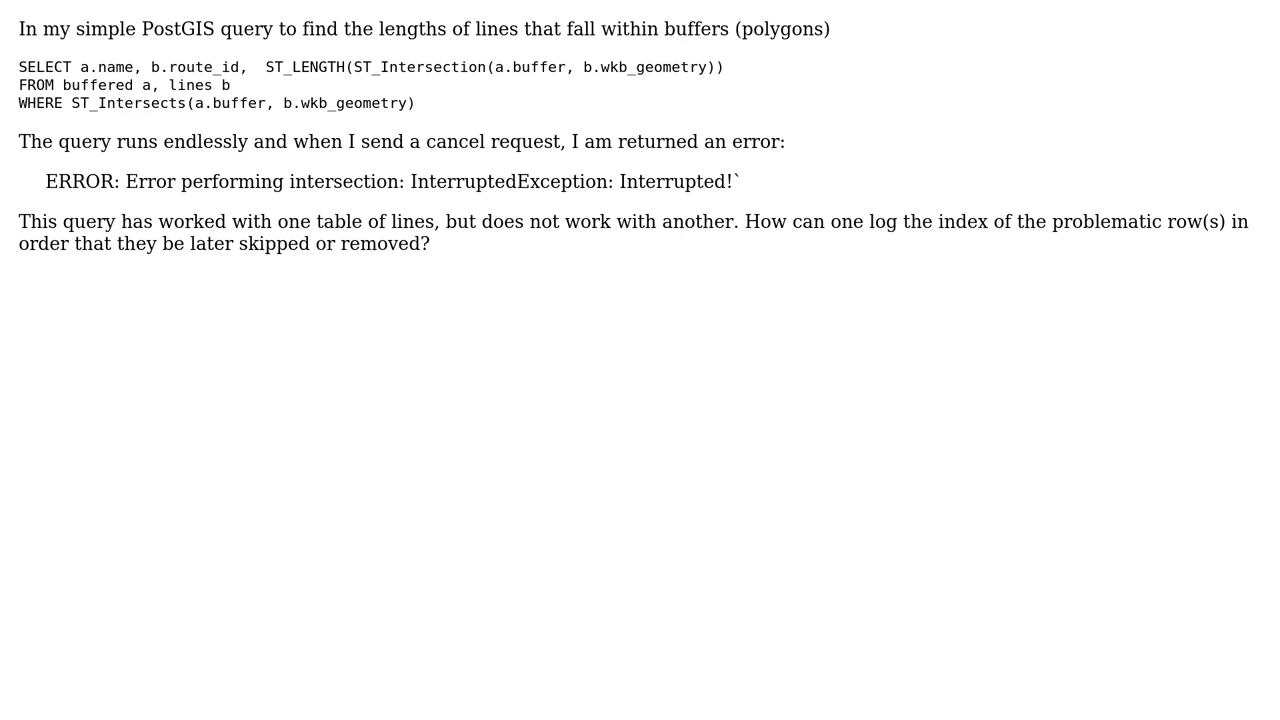 In my simple PostGIS query to find the lengths of lines that fall within buffers (polygons)
SELECT a.name, b.route_id,  ST_LENGTH(ST_Intersection(a.buffer, b.wkb_geometry))
FROM buffered a, lines b
WHERE ST_Intersects(a.buffer, b.wkb_geometry)
The query runs endlessly and when I send a cancel request, I am returned an error:
ERROR: Error performing intersection: InterruptedException: Interrupted!`
This query has worked with one table of lines, but does not work with another. How can one log the index of the problematic row(s) in
order that they be later skipped or removed?